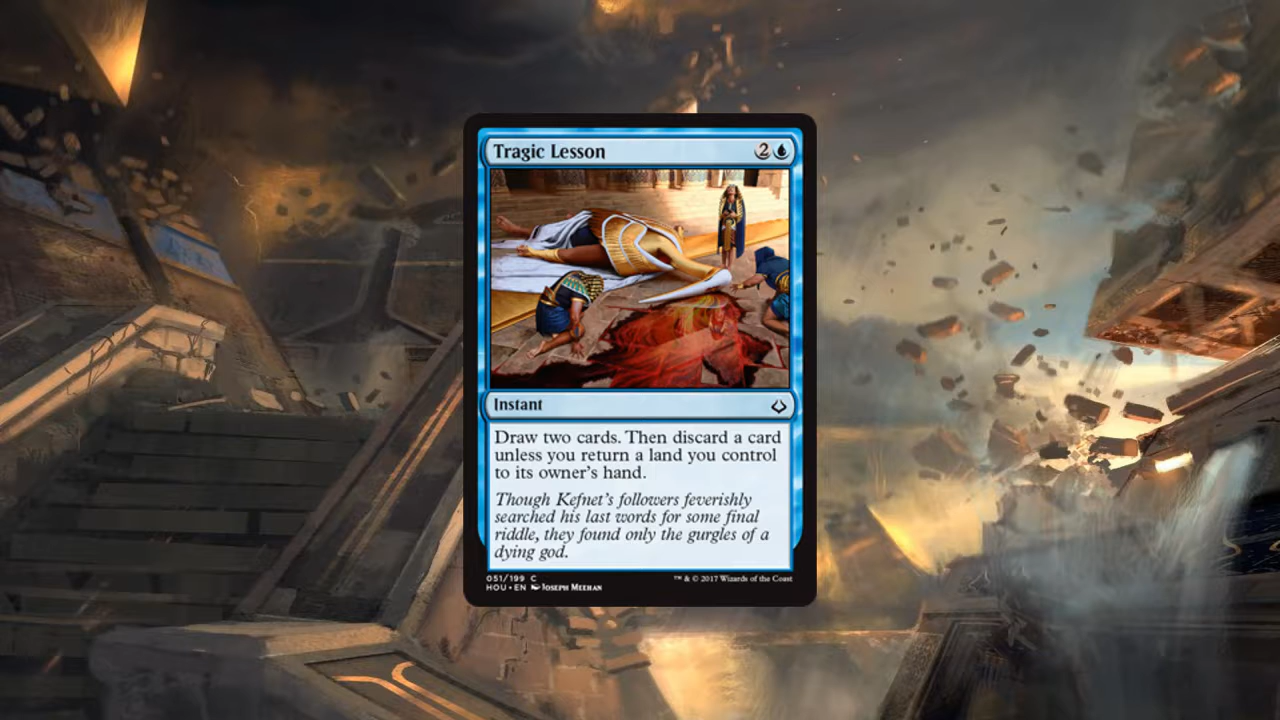 Tragic Lesson 2
Instant
Draw two cards. Then discard a card
unless you return a land you control
to its owner's hand.
Though Kefnet's followers feverishly
searched his last words for some final
riddle, they found only the gurgles of a
dying god.
051/199 C ™ & © 2017 Wizards of the Coast
HOU • EN Joseph Meehan